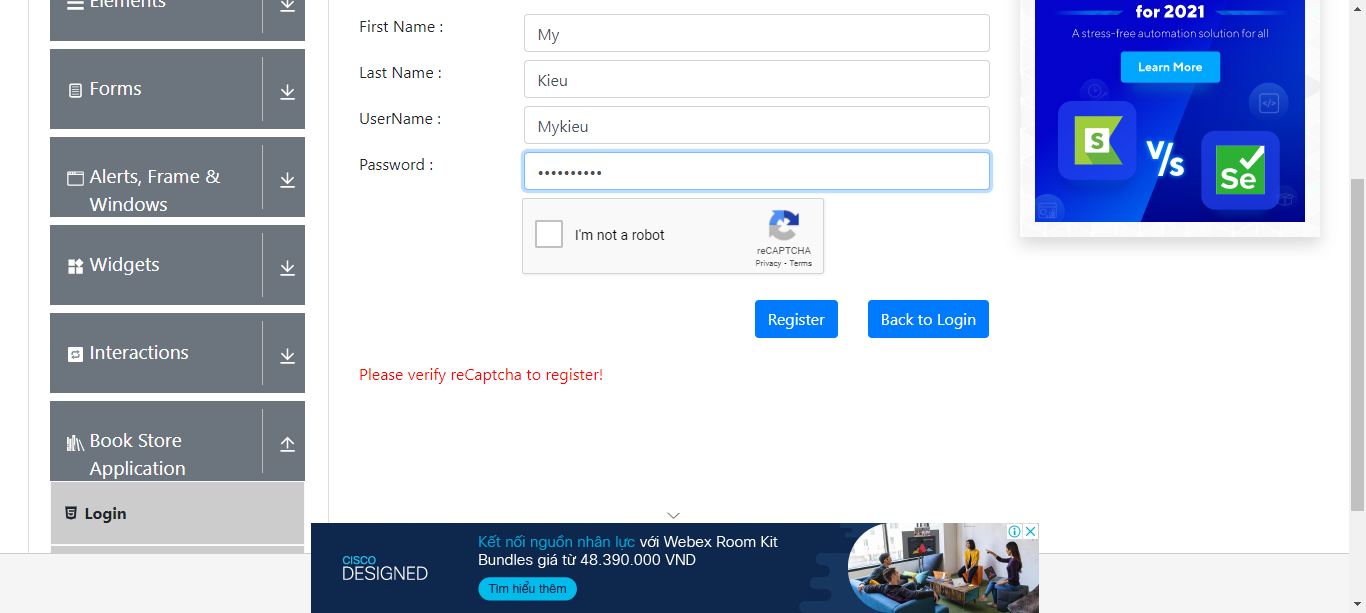 Elements
Forms
Alerts, Frame &
Windows
Widgets
Interactions
Book Store
Application
Login
First Name :
My
Last Name :
Kieu
UserName :
Mykieu
Password :
••••••••••
I'm not a robot
reCAPTCHA
Privacy - Terms
Register
Back to Login
Please verify reCaptcha to register!
for 2021
A stress-free automation solution for all
Learn More
S
V/s
Se
CISCO
DESIGNED
Kết nối nguồn nhân lực với Webex Room Kit
Bundles giá từ 48.390.000 VND
Tìm hiểu thêm